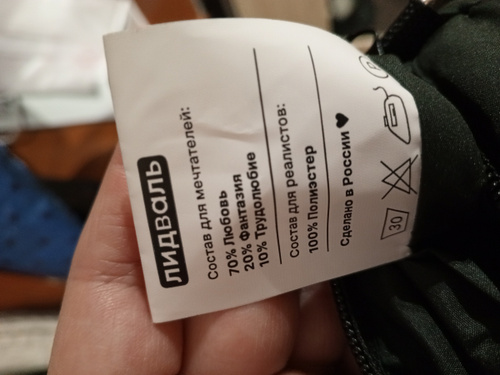 ЛИДВАЛЬ
Состав для мечтателей:
70% Любовь
20% Фантазия
10% Трудолюбие
Состав для реалистов:
100% Полиэстер
Сделано в России ♥
30
P